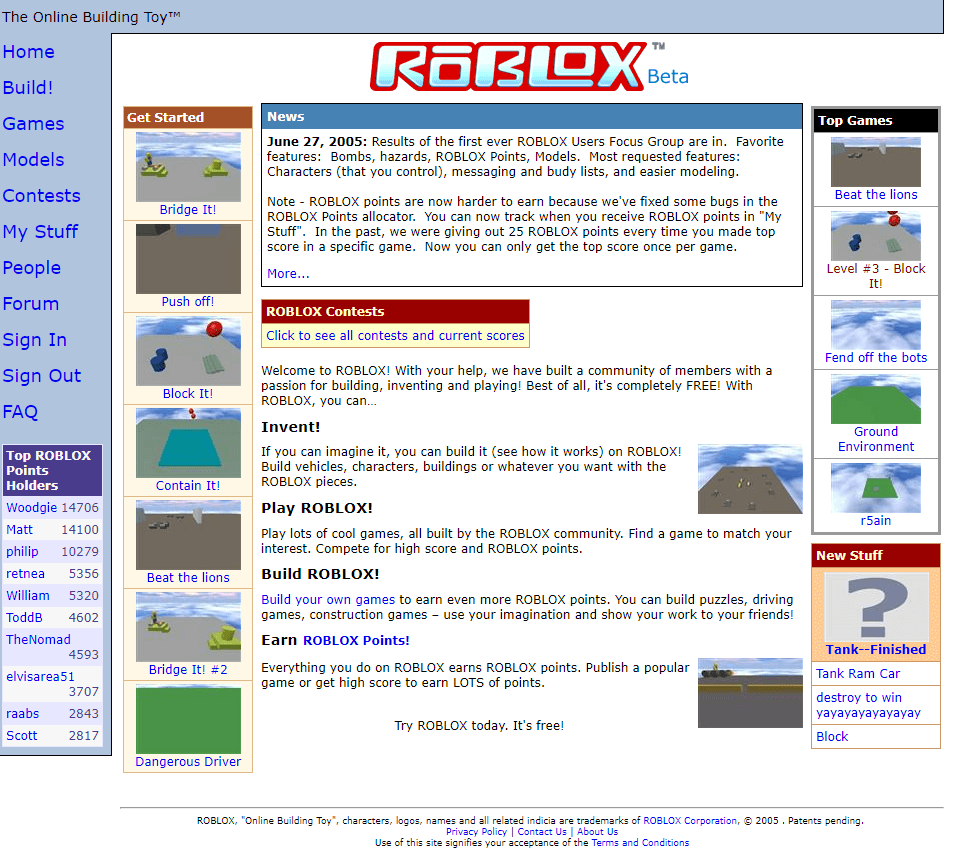 The Online Building Toy™
Home
Build!
Games
Models
Contests
My Stuff
People
Forum
Sign In
Sign Out
FAQ
Top ROBLOX
Points
Holders
Woodgie 14706
Matt 14100
philip 10279
retnea 5356
William 5320
ToddB 4602
TheNomad
4593
elvisarea51
3707
raabs 2843
Scott 2817
ROBLOX™
Beta
Get Started
Bridge It!
Push off!
Block It!
Contain It!
Beat the lions
Bridge It! #2
Dangerous Driver
News
June 27, 2005: Results of the first ever ROBLOX Users Focus Group are in.  Favorite
features:  Bombs, hazards, ROBLOX Points, Models.  Most requested features:
Characters (that you control), messaging and budy lists, and easier modeling.
Note - ROBLOX points are now harder to earn because we've fixed some bugs in the
ROBLOX Points allocator.  You can now track when you receive ROBLOX points in "My
Stuff".  In the past, we were giving out 25 ROBLOX points every time you made top
score in a specific game.  Now you can only get the top score once per game.
More...
ROBLOX Contests
Click to see all contests and current scores
Welcome to ROBLOX! With your help, we have built a community of members with a
passion for building, inventing and playing! Best of all, it's completely FREE! With
ROBLOX, you can…
Invent!
If you can imagine it, you can build it (see how it works) on ROBLOX!
Build vehicles, characters, buildings or whatever you want with the
ROBLOX pieces.
Play ROBLOX!
Play lots of cool games, all built by the ROBLOX community. Find a game to match your
interest. Compete for high score and ROBLOX points.
Build ROBLOX!
Build your own games to earn even more ROBLOX points. You can build puzzles, driving
games, construction games – use your imagination and show your work to your friends!
Earn ROBLOX Points!
Everything you do on ROBLOX earns ROBLOX points. Publish a popular
game or get high score to earn LOTS of points.
Try ROBLOX today. It's free!
Top Games
Beat the lions
Level #3 - Block
It!
Fend off the bots
Ground
Environment
r5ain
New Stuff
?
Tank--Finished
Tank Ram Car
destroy to win
yayayayayayayay
Block
ROBLOX, "Online Building Toy", characters, logos, names and all related indicia are trademarks of ROBLOX Corporation, © 2005 . Patents pending.
Privacy Policy | Contact Us | About Us
Use of this site signifies your acceptance of the Terms and Conditions